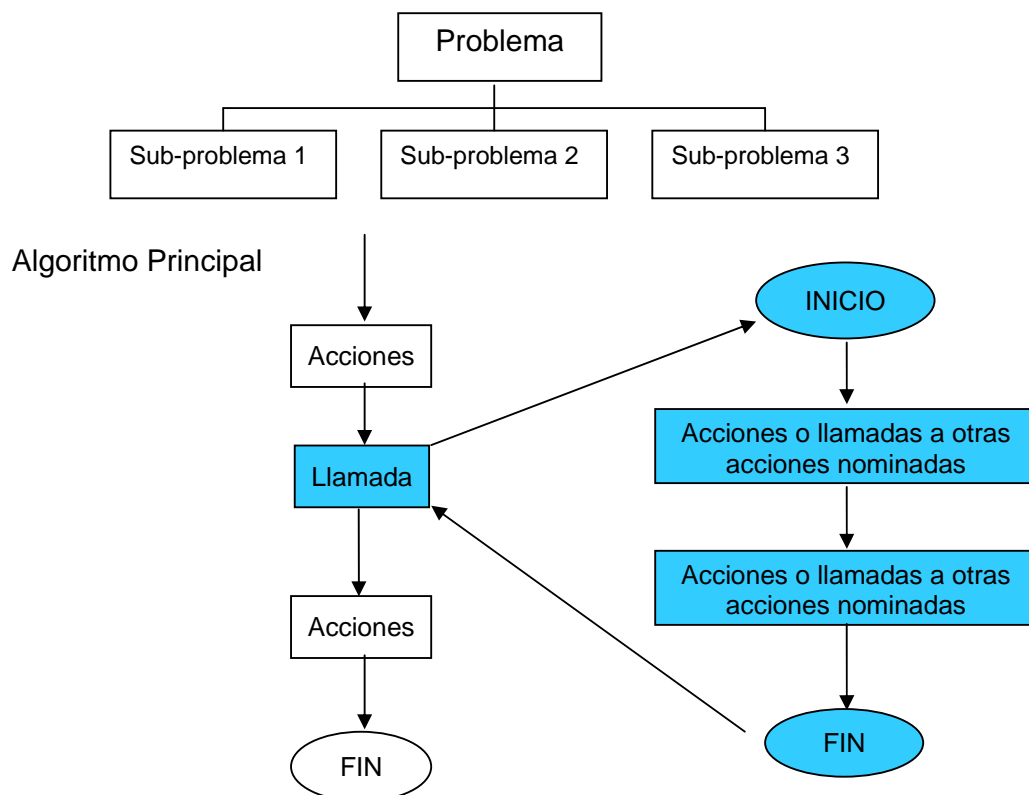 Problema
Sub-problema 1
Sub-problema 2
Sub-problema 3
Algoritmo Principal
INICIO
Acciones
Acciones o llamadas a otras
acciones nominadas
Llamada
Acciones o llamadas a otras
acciones nominadas
Acciones
FIN
FIN